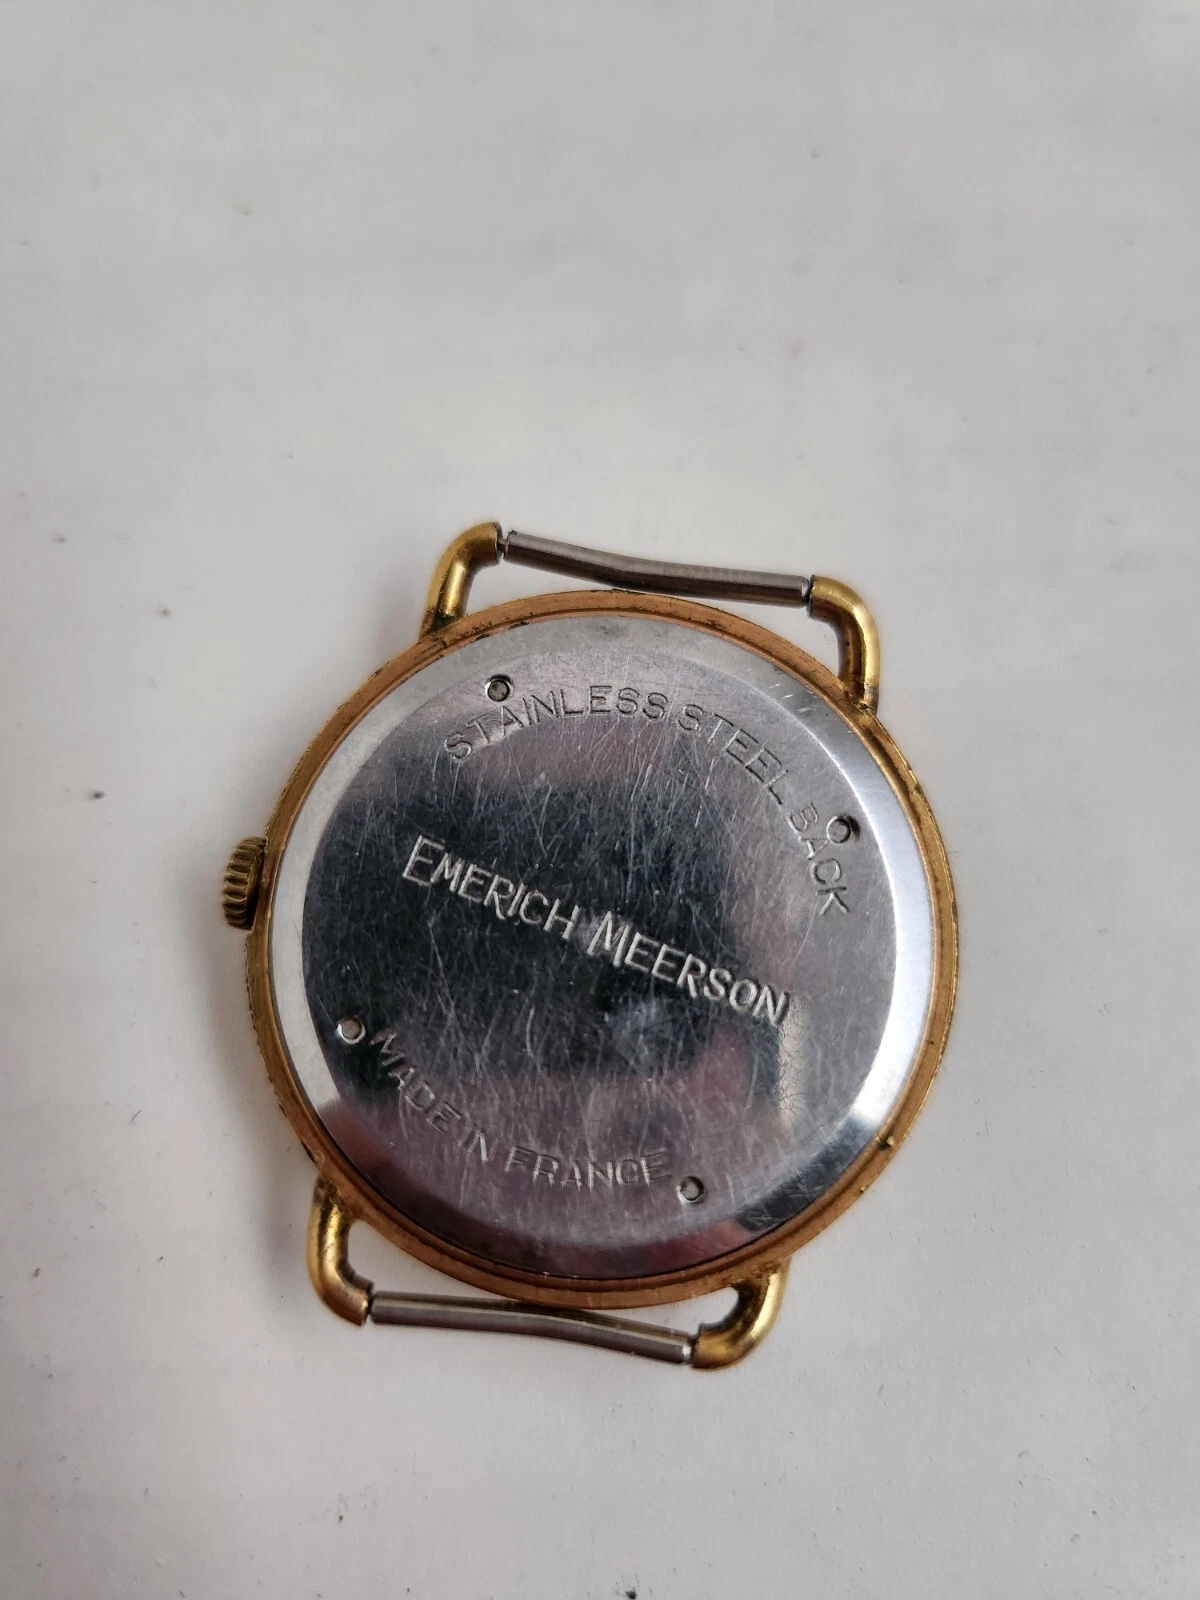 STAINLESS STEEL BACK
EMERICH MEERSON
MADE IN FRANCE